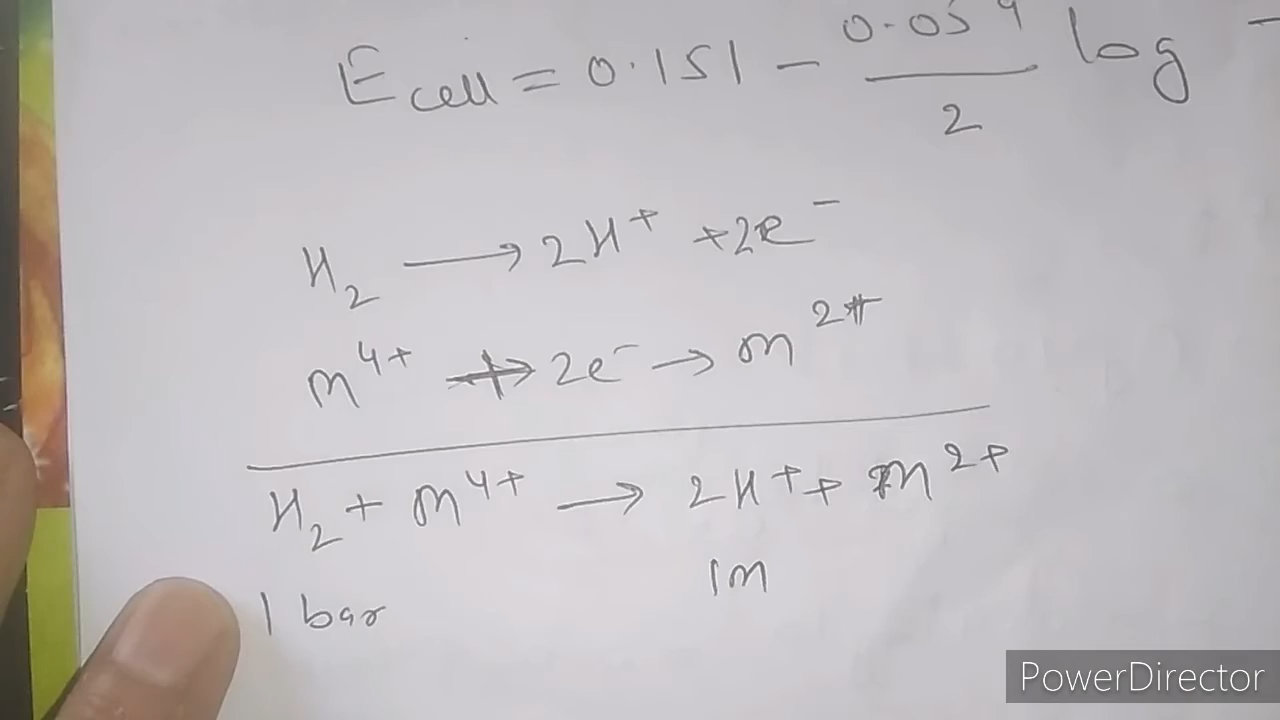 E cell = 0.151 - 0.059/2 log
H₂ ⟶ 2H⁺ + 2e⁻
m⁴⁺ + 2e⁻ → m²⁺
H₂ + m⁴⁺ ⟶ 2H⁺ + m²⁺
1 bar 1m
PowerDirector